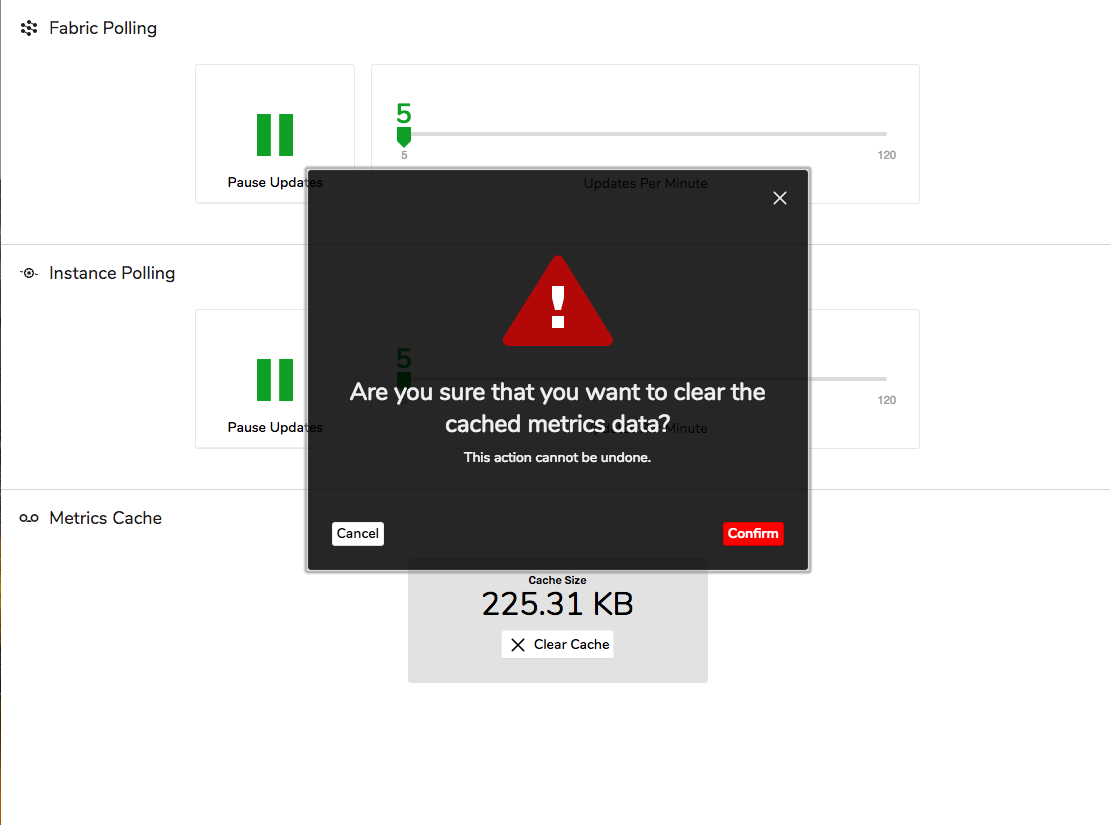 Fabric Polling
5
5
120
Pause Updates
Updates Per Minute
Instance Polling
5
120
Pause Updates
Minute
Are you sure that you want to clear the
cached metrics data?
This action cannot be undone.
Cancel
Confirm
Metrics Cache
Cache Size
225.31 KB
Clear Cache